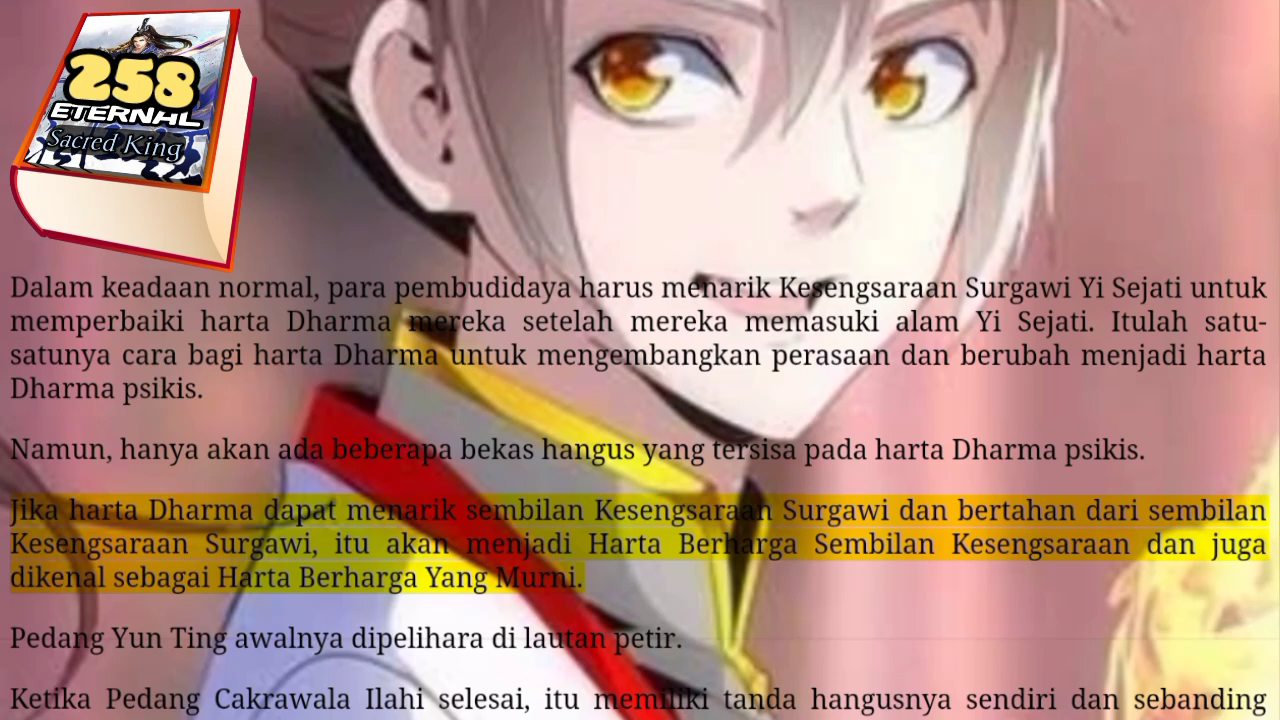 258
ETERNAL
Sacred King
Dalam keadaan normal, para pembudidaya harus menarik Kesengsaraan Surgawi Yi Sejati untuk
memperbaiki harta Dharma mereka setelah mereka memasuki alam Yi Sejati. Itulah satu-
satunya cara bagi harta Dharma untuk mengembangkan perasaan dan berubah menjadi harta
Dharma psikis.
Namun, hanya akan ada beberapa bekas hangus yang tersisa pada harta Dharma psikis.
Jika harta Dharma dapat menarik sembilan Kesengsaraan Surgawi dan bertahan dari sembilan
Kesengsaraan Surgawi, itu akan menjadi Harta Berharga Sembilan Kesengsaraan dan juga
dikenal sebagai Harta Berharga Yang Murni.
Pedang Yun Ting awalnya dipelihara di lautan petir.
Ketika Pedang Cakrawala Ilahi selesai, itu memiliki tanda hangusnya sendiri dan sebanding